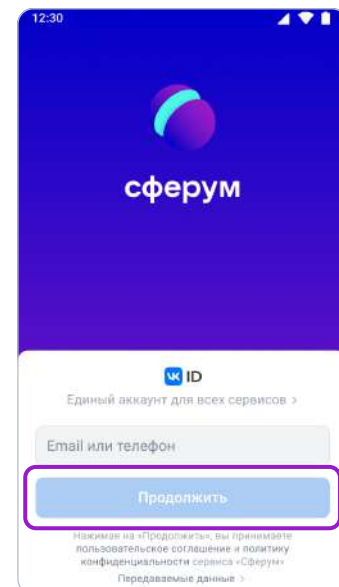 12:30
сферум
VK ID
Единый аккаунт для всех сервисов >
Email или телефон
Продолжить
Нажимая на «Продолжить», вы принимаете
пользовательское соглашение и политику
конфиденциальности сервиса «Сферум»
Передаваемые данные >